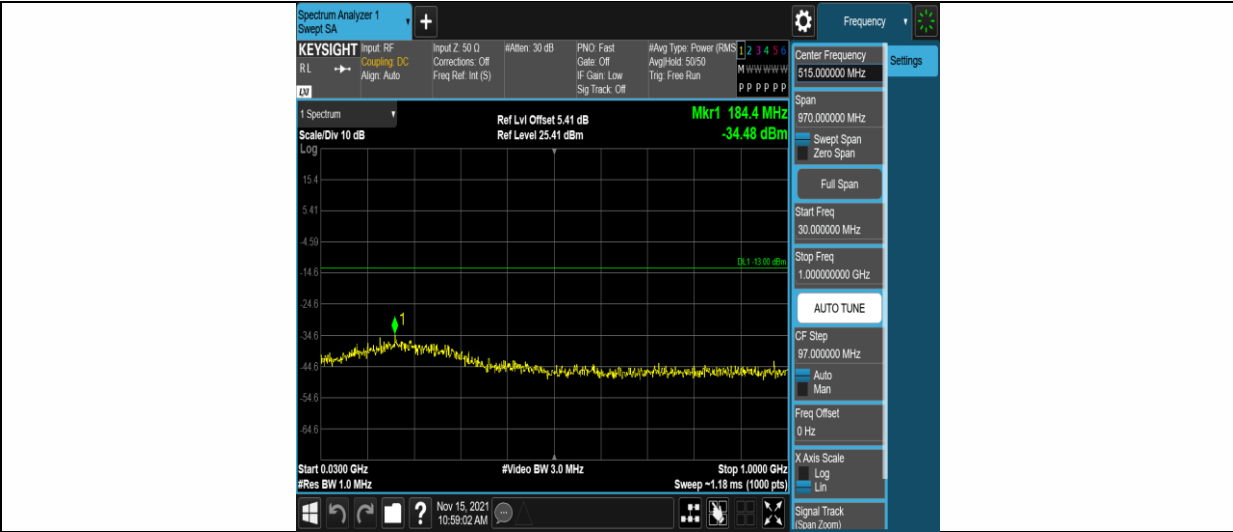 Spectrum Analyzer 1
Swept SA
+
Frequency
KEYSIGHT
RL
LXI
Input: RF
Coupling: DC
Align: Auto
Input Z: 50 Ω
Corrections: Off
Freq Ref: Int (S)
#Atten: 30 dB
PNO: Fast
Gate: Off
IF Gain: Low
Sig Track: Off
#Avg Type: Power (RMS
Avg|Hold: 50/50
Trig: Free Run
1 2 3 4 5 6
M W W W W W
P P P P P P
1 Spectrum
Scale/Div 10 dB
Ref Lvl Offset 5.41 dB
Ref Level 25.41 dBm
Mkr1 184.4 MHz
-34.48 dBm
Log
15.4
5.41
-4.59
-14.6
-24.6
-34.6
-44.6
-54.6
-64.6
DL1 -13.00 dBm
1
Start 0.0300 GHz
#Res BW 1.0 MHz
#Video BW 3.0 MHz
Stop 1.0000 GHz
Sweep ~1.18 ms (1000 pts)
Center Frequency
515.000000 MHz
Settings
Span
970.000000 MHz
Swept Span
Zero Span
Full Span
Start Freq
30.000000 MHz
Stop Freq
1.000000000 GHz
AUTO TUNE
CF Step
97.000000 MHz
Auto
Man
Freq Offset
0 Hz
X Axis Scale
Log
Lin
Signal Track
(Span Zoom)
?
Nov 15, 2021
10:59:02 AM